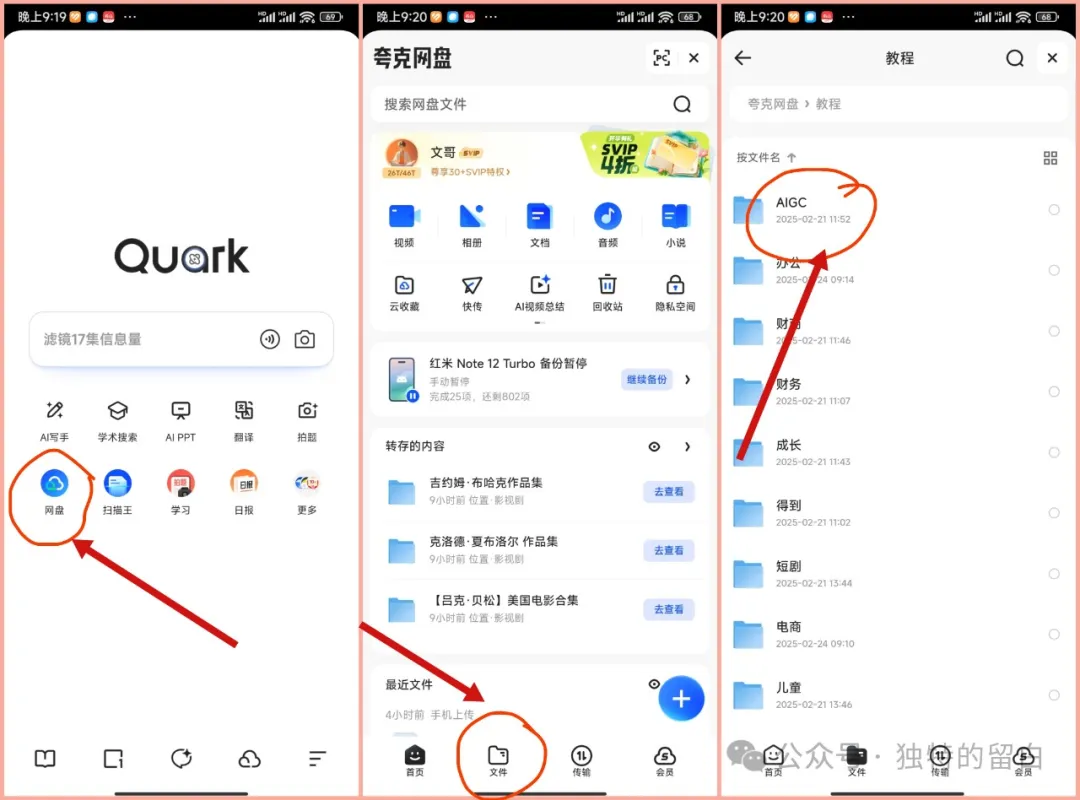 晚上9:19
69
Quark
滤镜17集信息量
AI写手
学术搜索
AI PPT
翻译
拍题
网盘
扫描王
学习
日报
更多
晚上9:20
68
夸克网盘
PC
搜索网盘文件
文哥 SVIP
26T/46T
尊享30+SVIP特权
SVIP
4折
视频
相册
文档
音频
小说
云收藏
快传
AI视频总结
回收站
隐私空间
红米 Note 12 Turbo 备份暂停
手动暂停
完成25项，还剩802项
继续备份
转存的内容
吉约姆·布哈克作品集
9小时前 位置·影视剧
去查看
克洛德·夏布洛尔 作品集
9小时前 位置·影视剧
去查看
【吕克·贝松】美国电影合集
9小时前 位置·影视剧
去查看
最近文件
4小时前 手机上传
首页
文件
传输
会员
晚上9:20
68
教程
夸克网盘 › 教程
按文件名
AIGC
2025-02-21 11:52
办公
2025-02-24 09:14
财商
2025-02-21 11:46
财务
2025-02-21 11:07
成长
2025-02-21 11:43
得到
2025-02-21 11:02
短剧
2025-02-21 13:44
电商
2025-02-24 09:10
儿童
2025-02-21 13:46
首页
文件
传输
会员
公众号·独特的留白